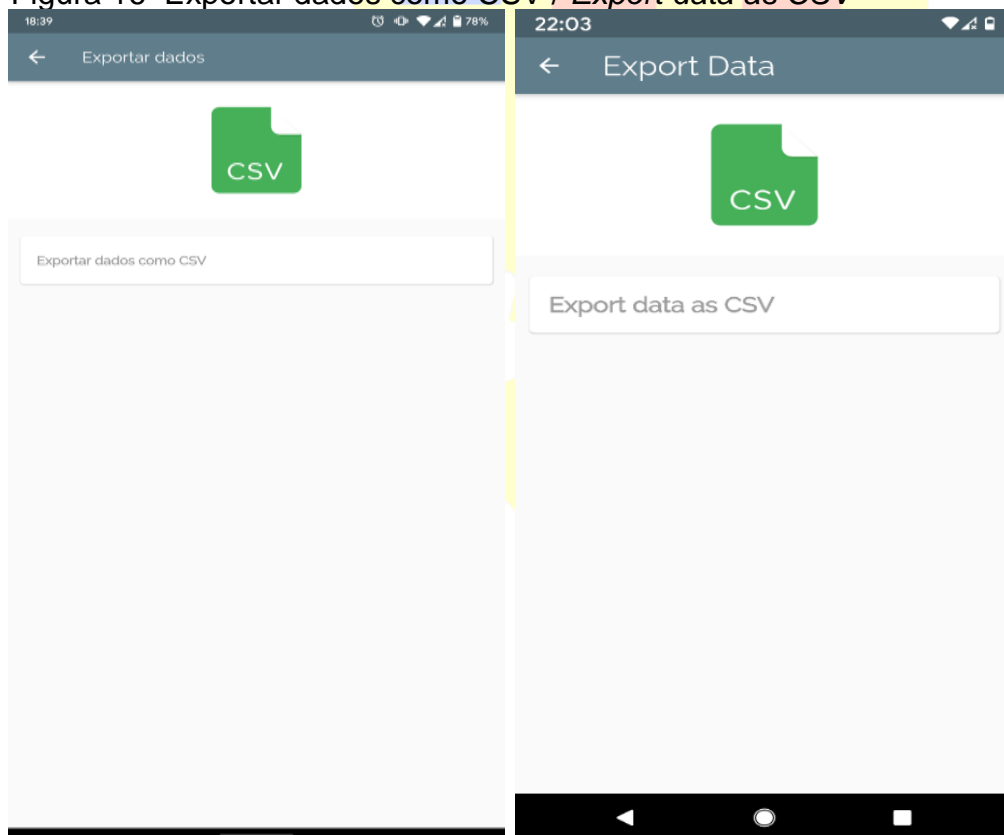 Figura 10 Exportar dados como CSV / Export data as CSV
18:39
78%
Exportar dados
CSV
Exportar dados como CSV
22:03
Export Data
CSV
Export data as CSV